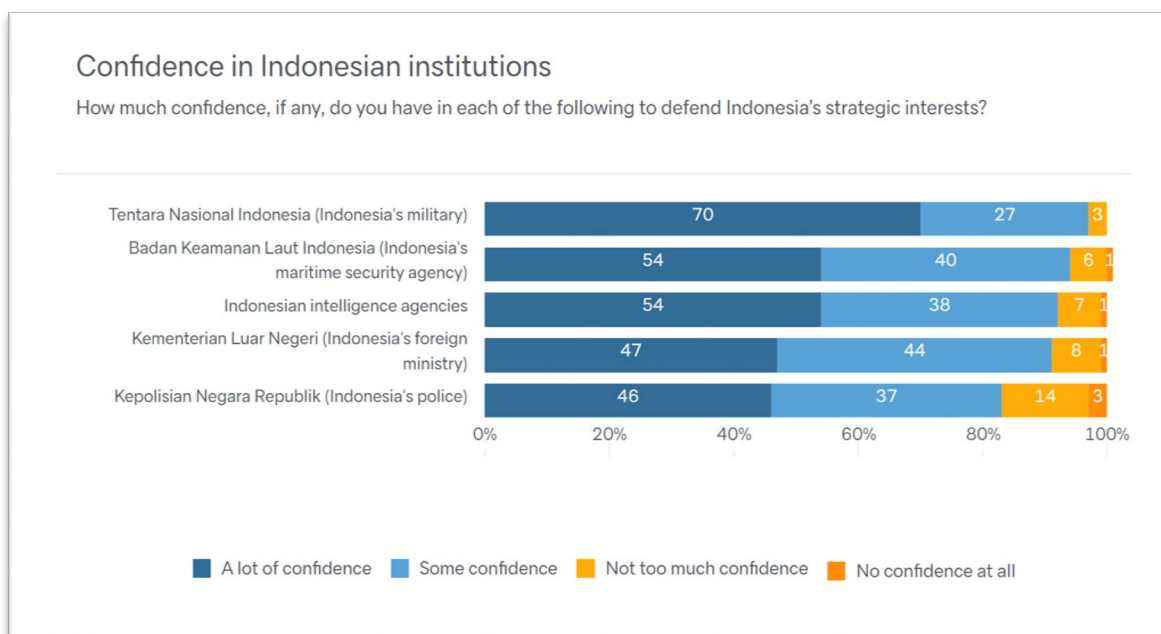 Confidence in Indonesian institutions
How much confidence, if any, do you have in each of the following to defend Indonesia's strategic interests?
Tentara Nasional Indonesia (Indonesia's military)
70 27 3
Badan Keamanan Laut Indonesia (Indonesia's
maritime security agency)
54 40 6 1
Indonesian intelligence agencies
54 38 7 1
Kementerian Luar Negeri (Indonesia's foreign
ministry)
47 44 8 1
Kepolisian Negara Republik (Indonesia's police)
46 37 14 3
0% 20% 40% 60% 80% 100%
A lot of confidence Some confidence Not too much confidence No confidence at all